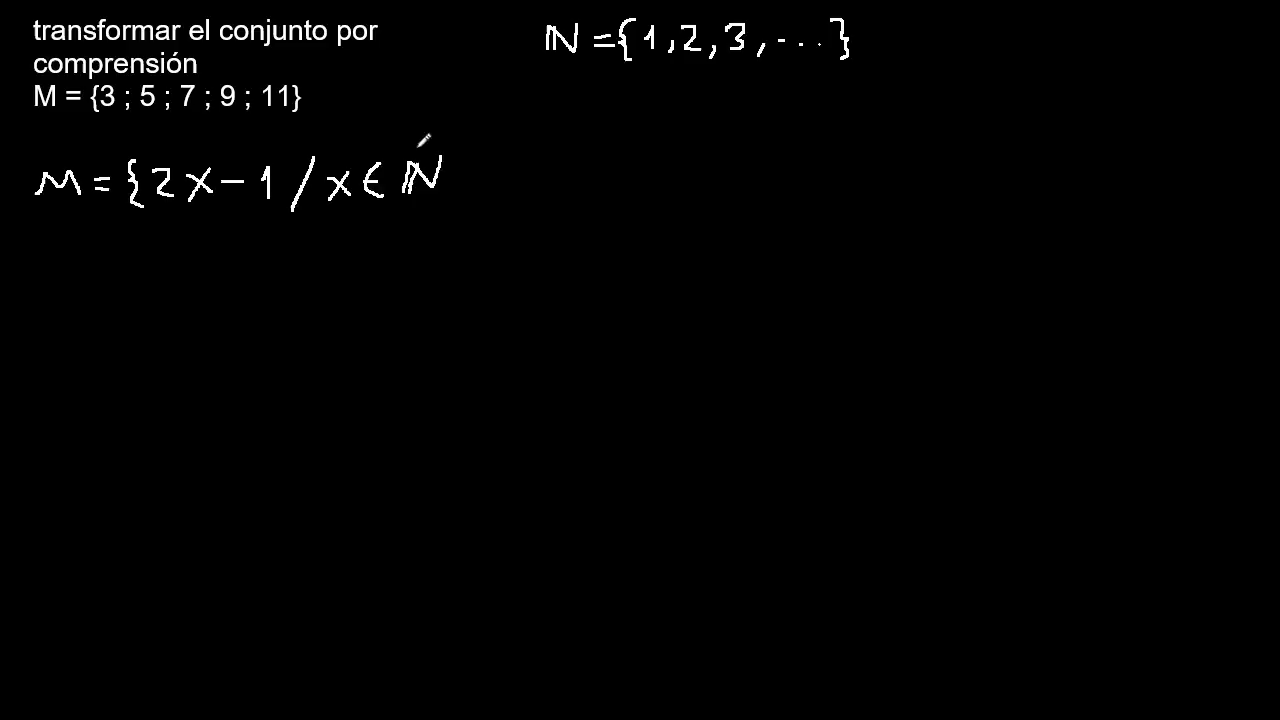 transformar el conjunto por
comprensión
M = {3 ; 5 ; 7 ; 9 ; 11}
ℕ = {1, 2, 3, ....}
M = {2x - 1 / x ∈ ℕ